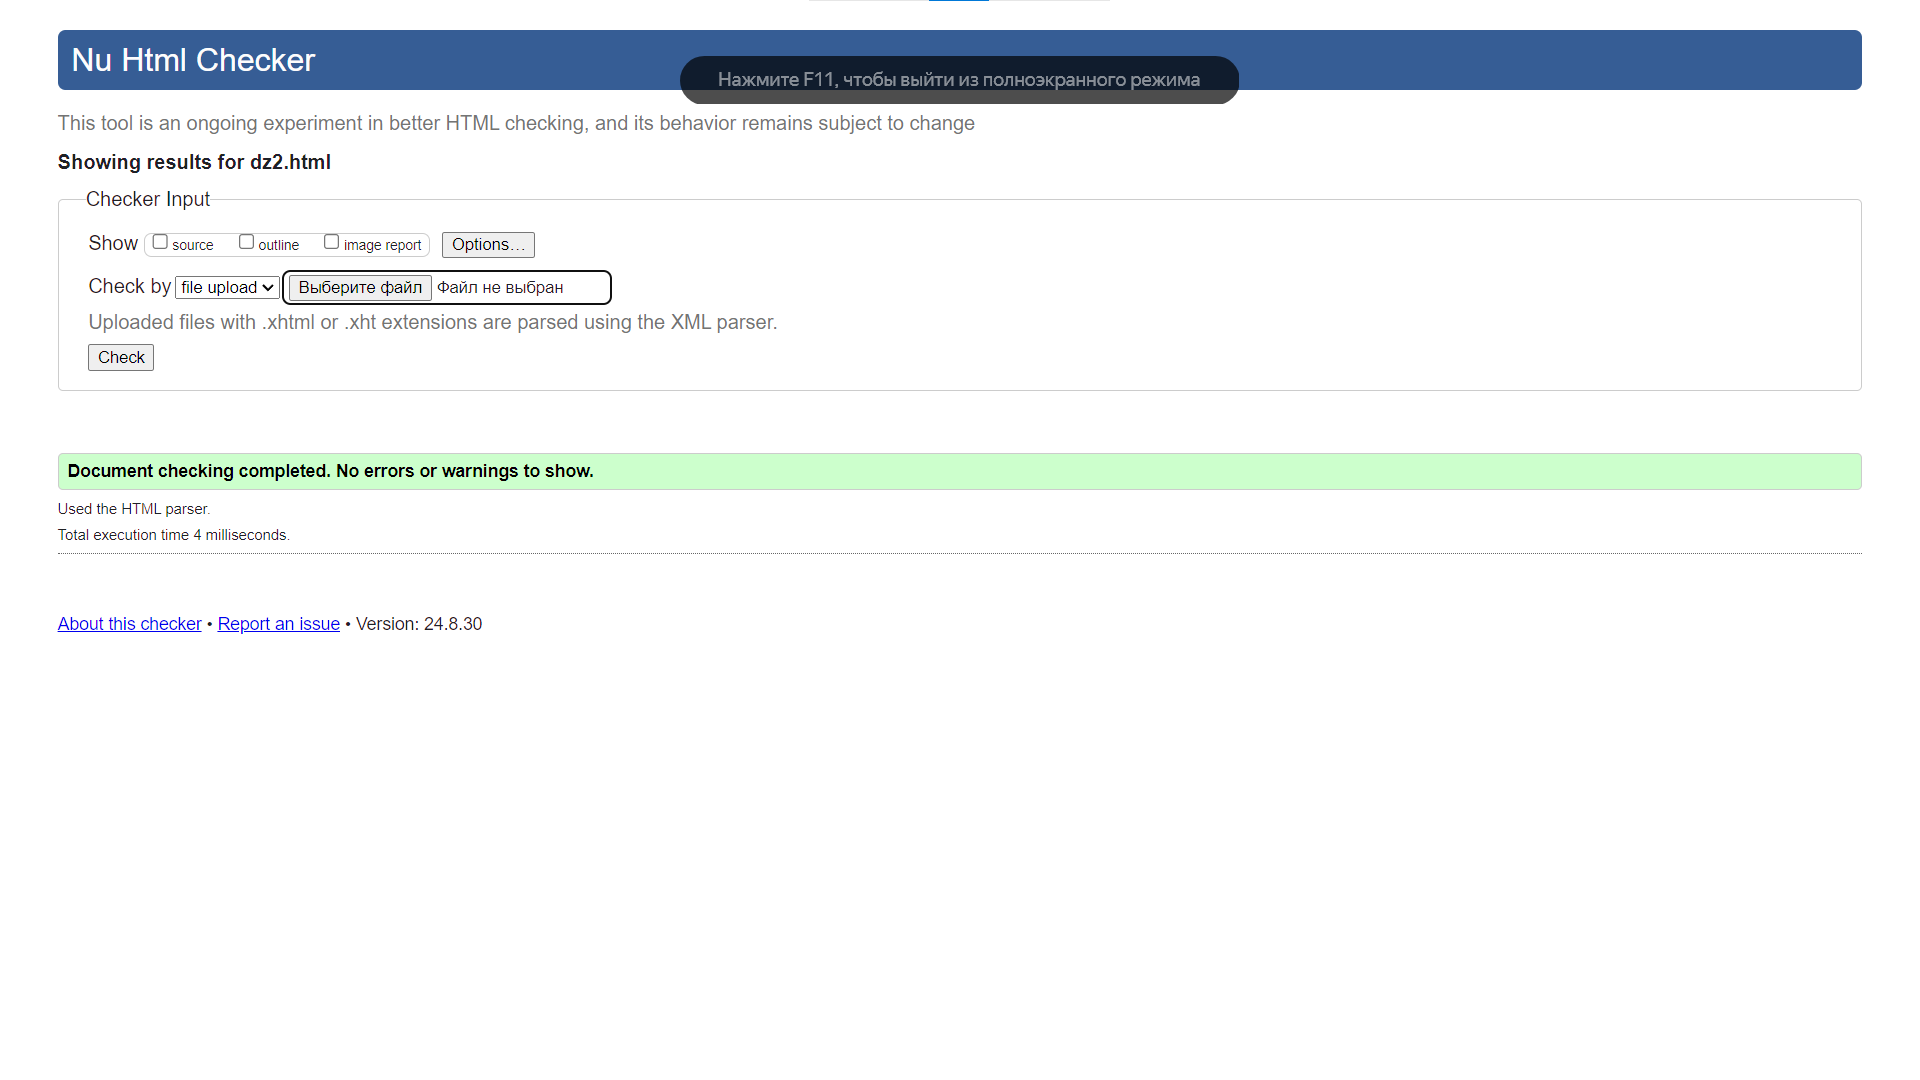 Nu Html Checker
Нажмите F11, чтобы выйти из полноэкранного режима
This tool is an ongoing experiment in better HTML checking, and its behavior remains subject to change
Showing results for dz2.html
Checker Input
Show source outline image report Options…
Check by file upload Выберите файл Файл не выбран
Uploaded files with .xhtml or .xht extensions are parsed using the XML parser.
Check
Document checking completed. No errors or warnings to show.
Used the HTML parser.
Total execution time 4 milliseconds.
About this checker • Report an issue • Version: 24.8.30